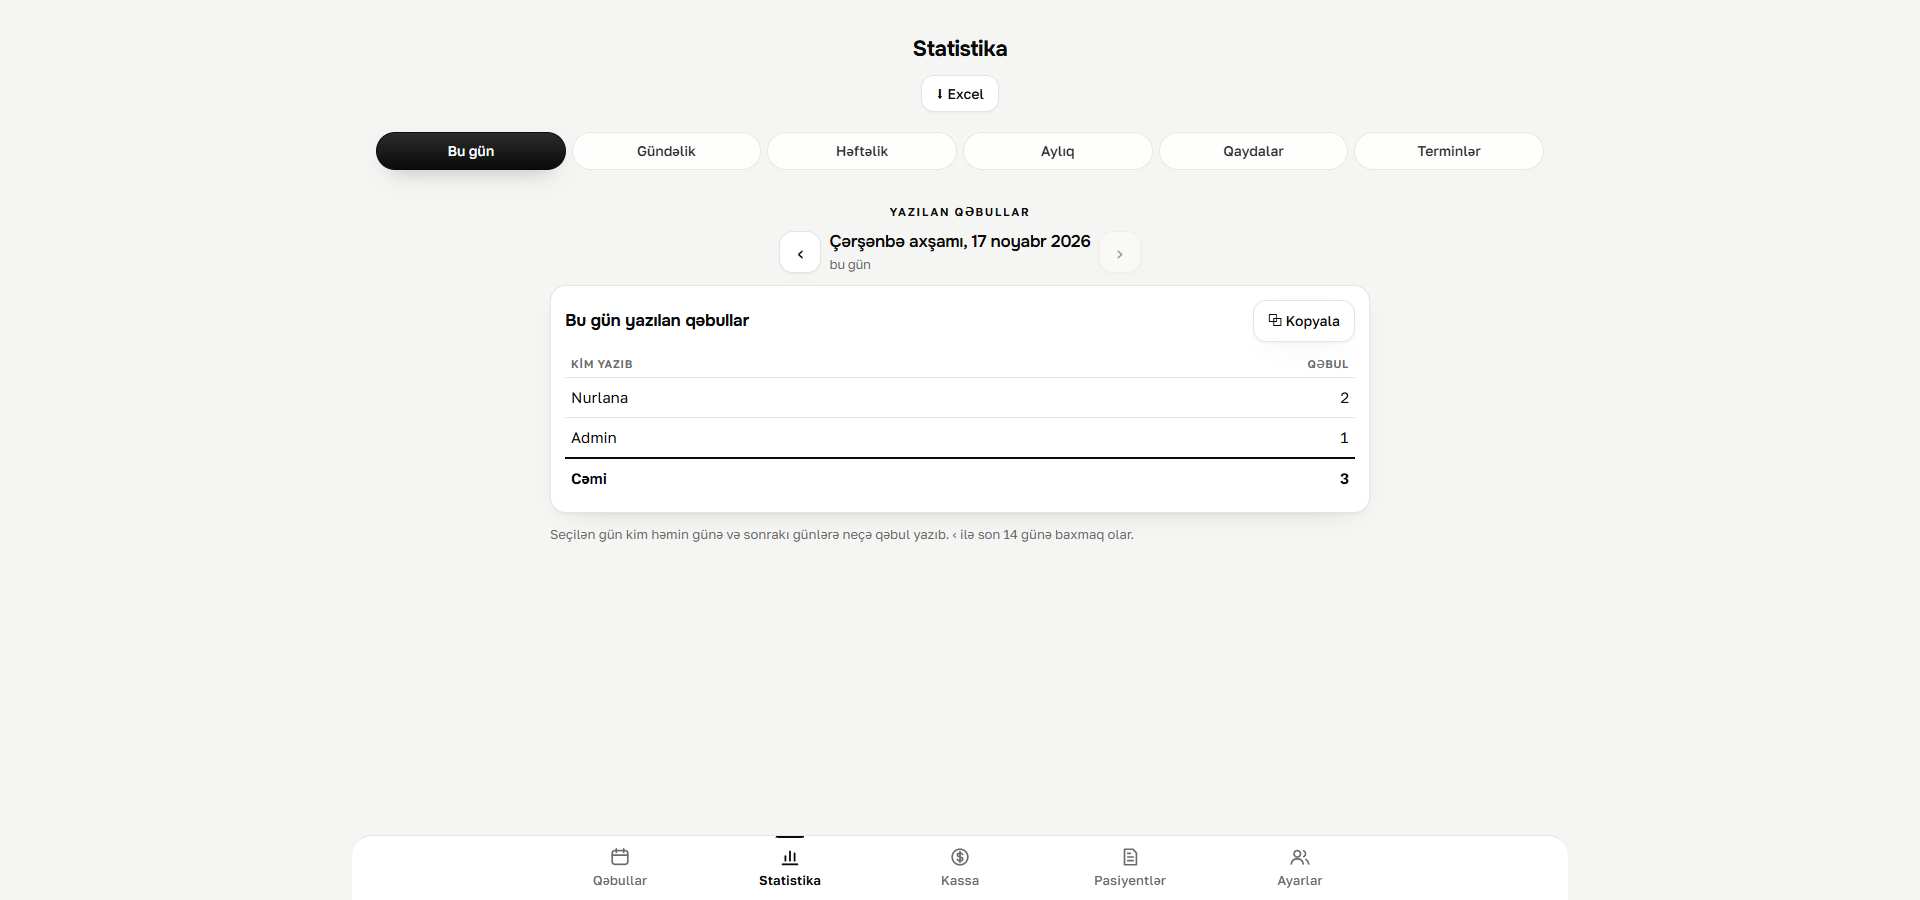 Statistika
⭳ Excel
Bu gün
Gündəlik
Həftəlik
Aylıq
Qaydalar
Terminlər
YAZILAN QƏBULLAR
‹
Çərşənbə axşamı, 17 noyabr 2026
bu gün
›
Bu gün yazılan qəbullar
Kopyala
KİM YAZIB QƏBUL
Nurlana 2
Admin 1
Cəmi 3
Seçilən gün kim həmin günə və sonrakı günlərə neçə qəbul yazıb. ‹ ilə son 14 günə baxmaq olar.
Qəbullar
Statistika
Kassa
Pasiyentlər
Ayarlar